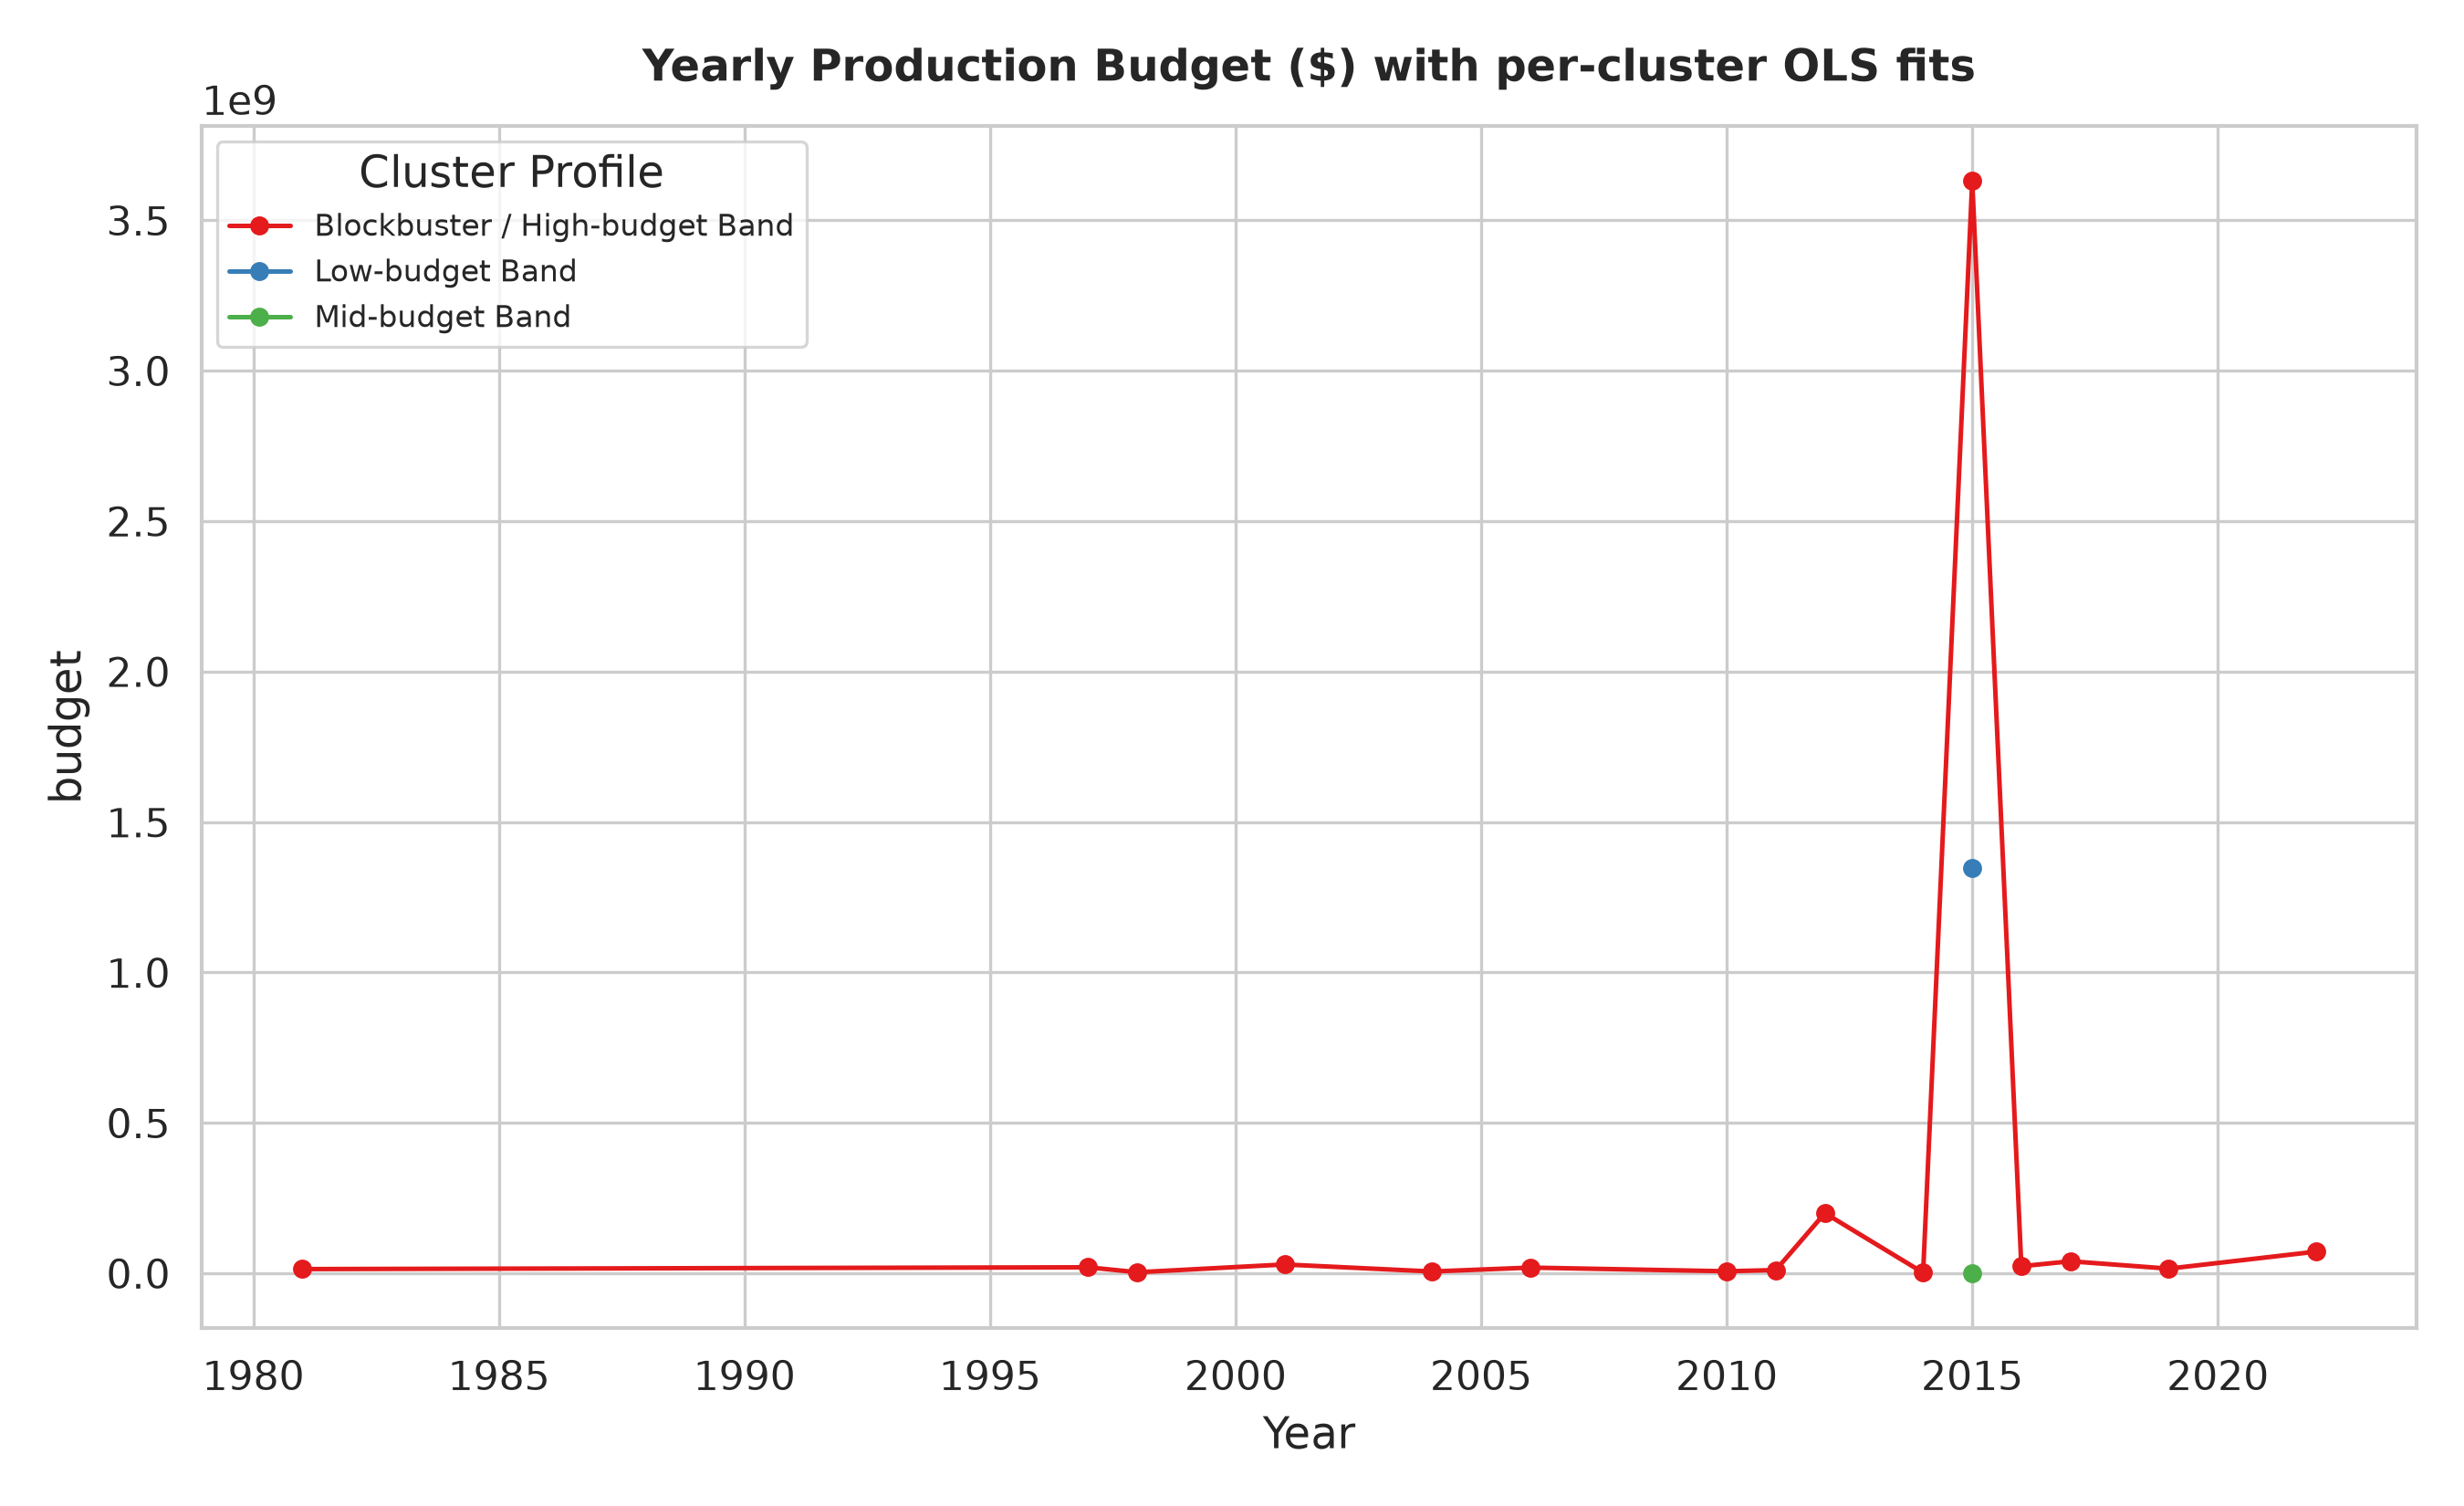 Yearly Production Budget ($) with per-cluster OLS fits
1e9
Cluster Profile
Blockbuster / High-budget Band
Low-budget Band
Mid-budget Band
3.5
3.0
2.5
2.0
1.5
1.0
0.5
0.0
budget
1980 1985 1990 1995 2000 2005 2010 2015 2020
Year